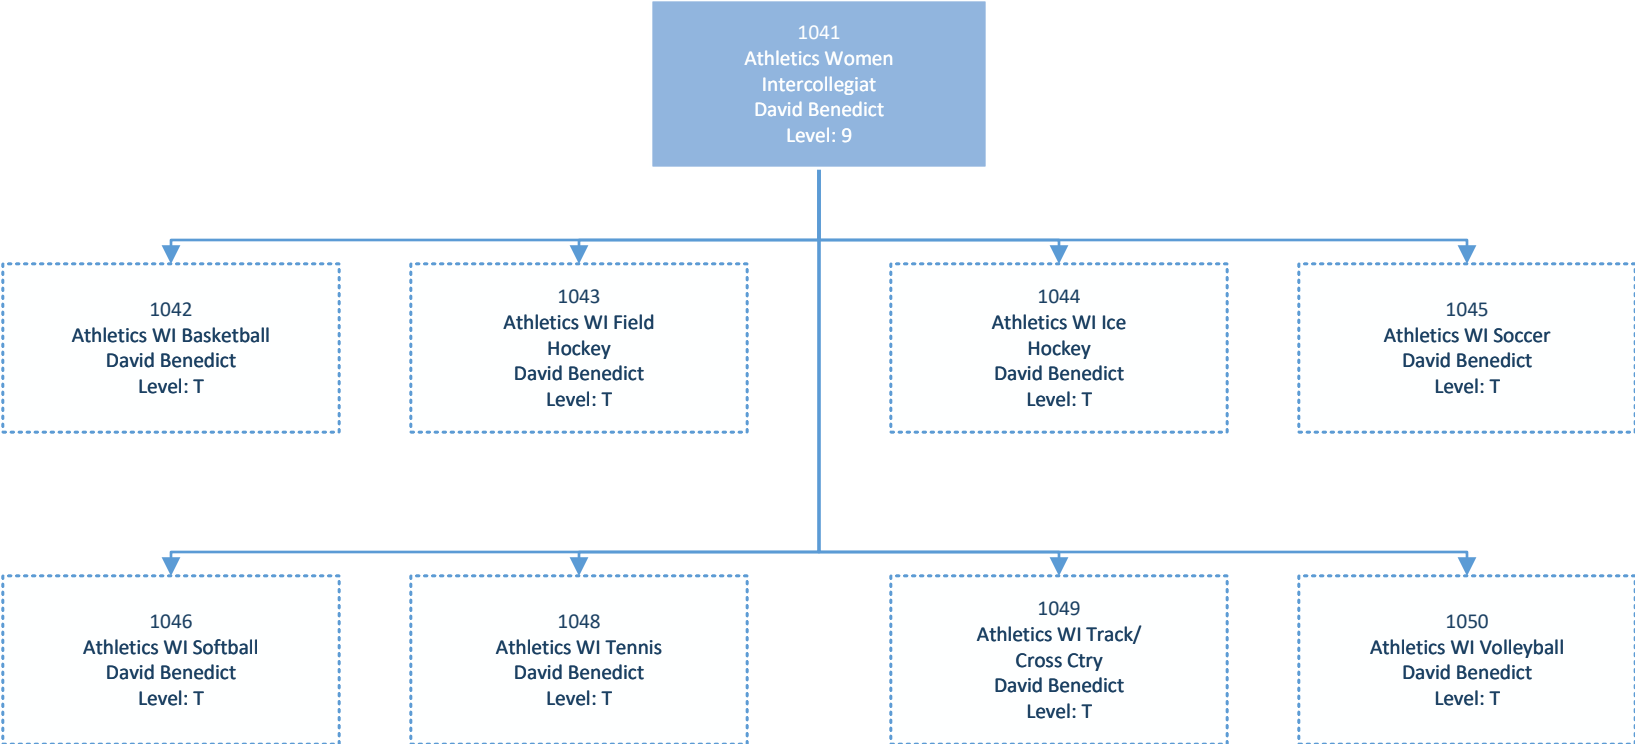 1041
Athletics Women
Intercollegiat
David Benedict
Level: 9
1042
Athletics WI Basketball
David Benedict
Level: T
1043
Athletics WI Field
Hockey
David Benedict
Level: T
1044
Athletics WI Ice
Hockey
David Benedict
Level: T
1045
Athletics WI Soccer
David Benedict
Level: T
1046
Athletics WI Softball
David Benedict
Level: T
1048
Athletics WI Tennis
David Benedict
Level: T
1049
Athletics WI Track/
Cross Ctry
David Benedict
Level: T
1050
Athletics WI Volleyball
David Benedict
Level: T